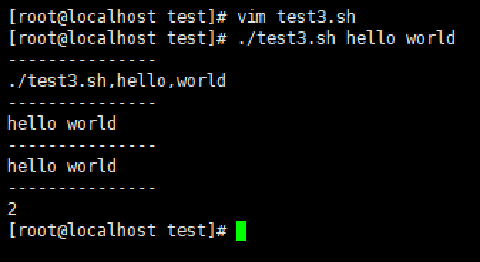 [root@localhost test]# vim test3.sh
[root@localhost test]# ./test3.sh hello world
---------------
./test3.sh,hello,world
---------------
hello world
---------------
hello world
---------------
2
[root@localhost test]#